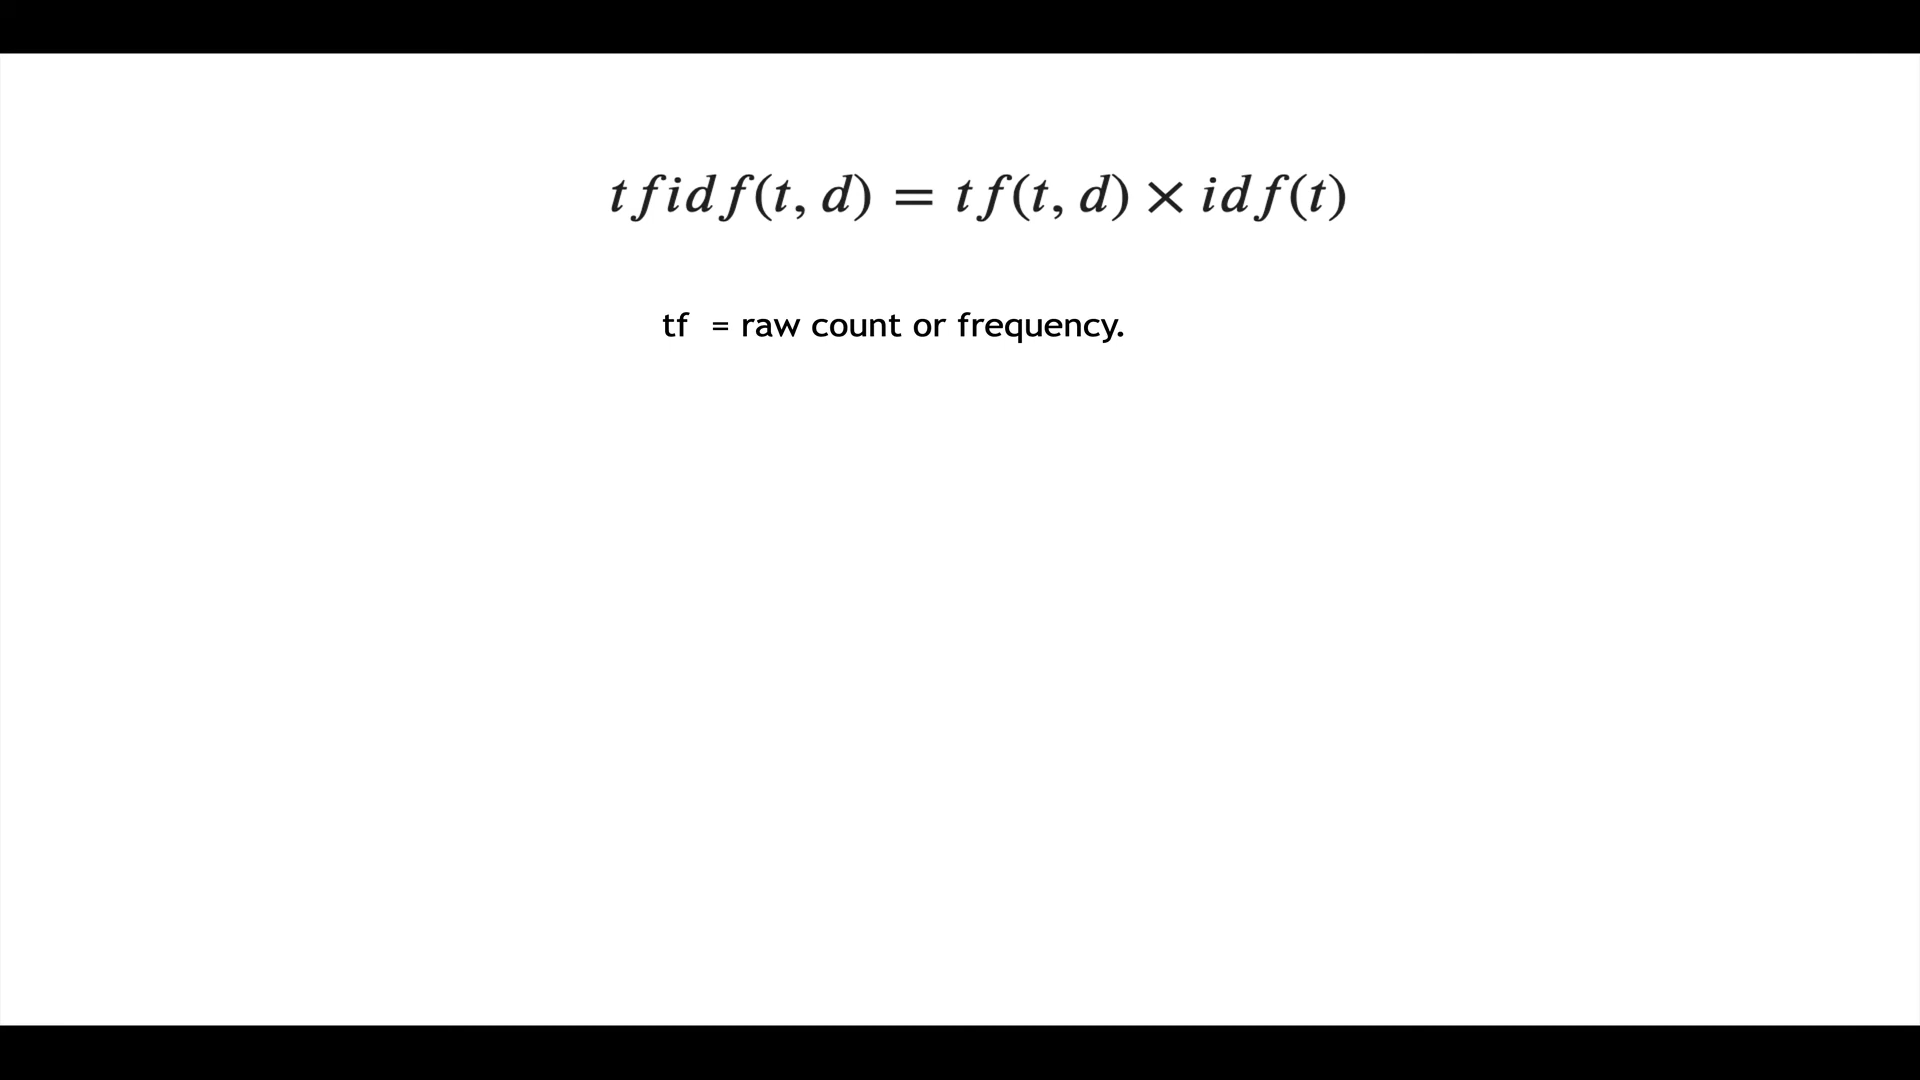 tfidf(t, d) = tf(t, d) × idf(t)
tf = raw count or frequency.